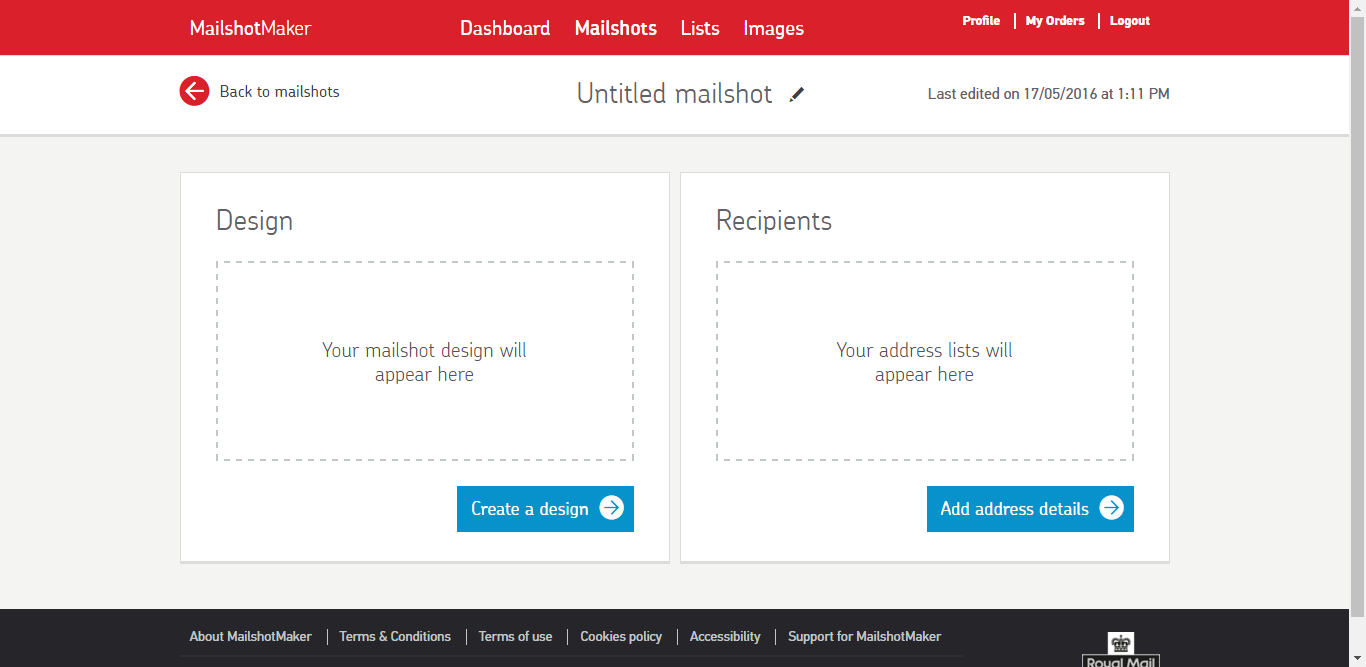 MailshotMaker
Dashboard Mailshots Lists Images
Profile My Orders Logout
Back to mailshots
Untitled mailshot
Last edited on 17/05/2016 at 1:11 PM
Design
Your mailshot design will
appear here
Create a design
Recipients
Your address lists will
appear here
Add address details
About MailshotMaker Terms & Conditions Terms of use Cookies policy Accessibility Support for MailshotMaker
Royal Mail